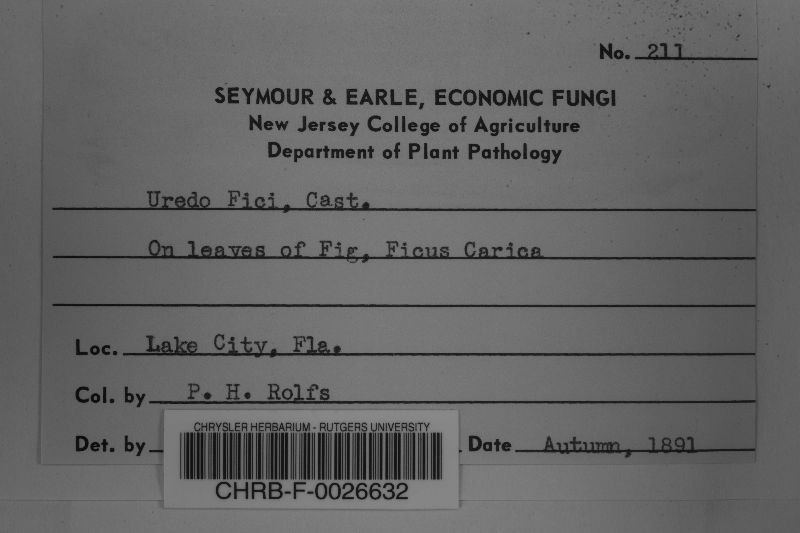 No. 211
SEYMOUR & EARLE, ECONOMIC FUNGI
New Jersey College of Agriculture
Department of Plant Pathology
Uredo Fici, Cast.
On leaves of Fig, Ficus Carica
Loc. Lake City, Fla.
Col. by P. H. Rolfs
Det. by
Date Autumn, 1891
CHRYSLER HERBARIUM - RUTGERS UNIVERSITY
CHRB-F-0026632